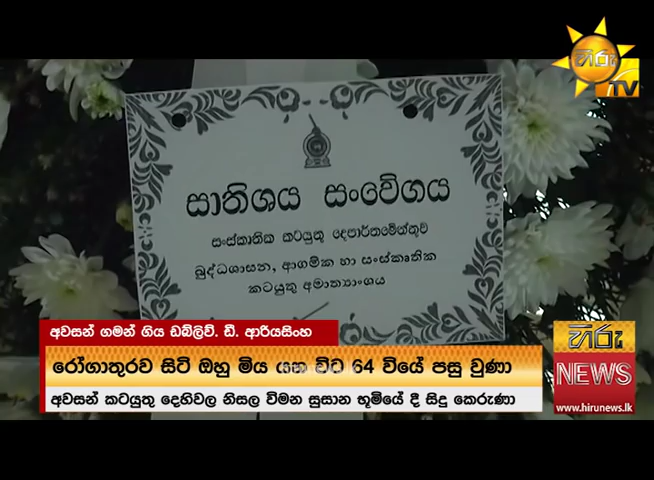 හිරු
TV
සාතිශය සංවේගය
සංස්කෘතික කටයුතු දෙපාර්තමේන්තුව
බුද්ධශාසන, ආගමික හා සංස්කෘතික
කටයුතු අමාත්‍යාංශය
අවසන් ගමන් ගිය ඩබ්ලිව්. ඩී. ආරියසිංහ
රෝගාතුරව සිටි ඔහු මිය යන විට 64 වියේ පසු වුණා
අවසන් කටයුතු දෙහිවල නිසල විමන සුසාන භූමියේ දී සිදු කෙරුණා
හිරු
NEWS
www.hirunews.lk